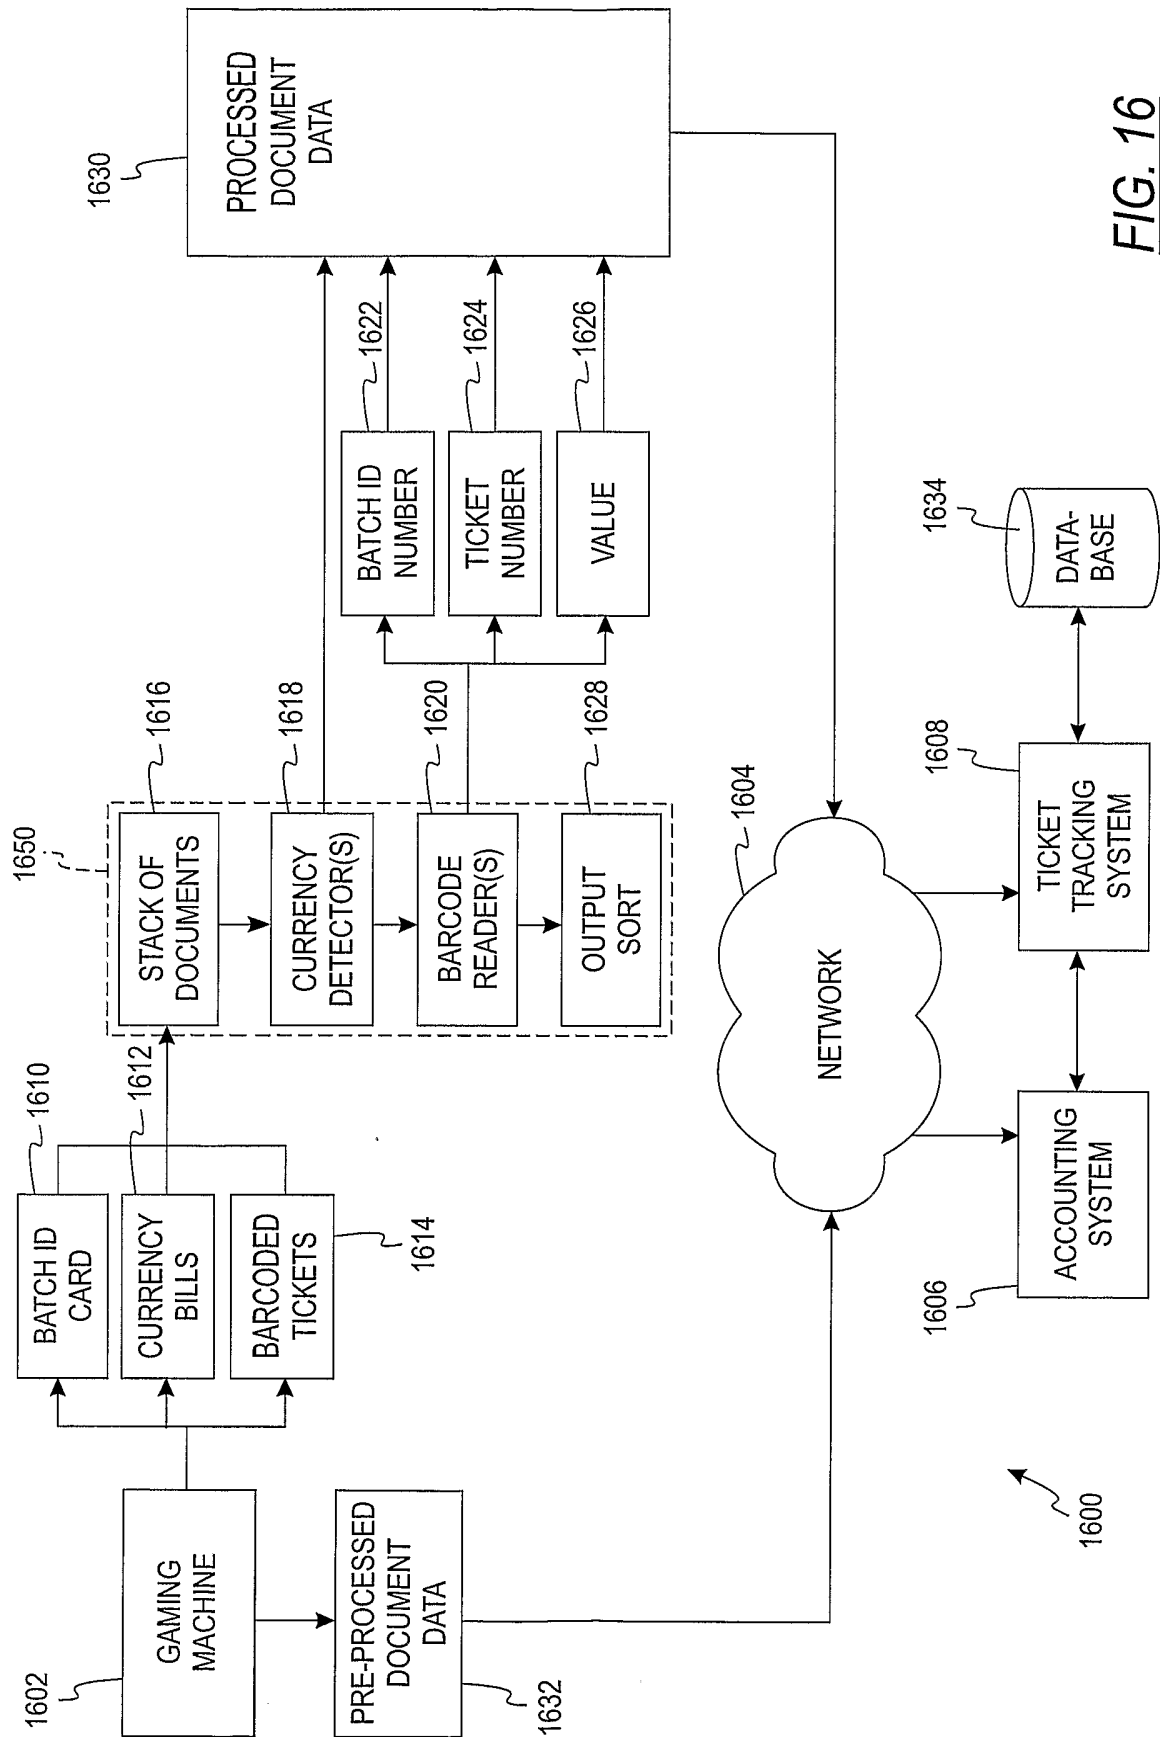 1602
GAMING
MACHINE
1632
PRE-PROCESSED
DOCUMENT
DATA
1610
BATCH ID
CARD
1612
CURRENCY
BILLS
BARCODED
TICKETS
1614
1650
1616
STACK OF
DOCUMENTS
1618
CURRENCY
DETECTOR(S)
1620
BARCODE
READER(S)
1628
OUTPUT
SORT
1622
BATCH ID
NUMBER
1624
TICKET
NUMBER
1626
VALUE
1630
PROCESSED
DOCUMENT
DATA
1604
NETWORK
1606
ACCOUNTING
SYSTEM
1608
TICKET
TRACKING
SYSTEM
1634
DATA-
BASE
1600
FIG. 16